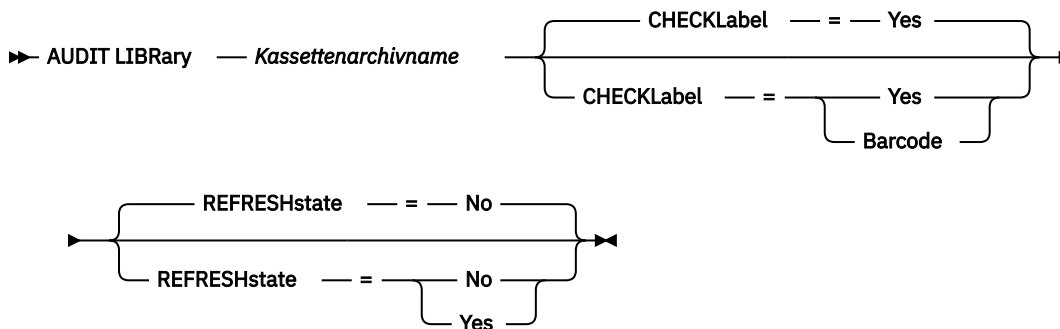 CHECKLabel = Yes
AUDIT LIBRary Kassettenarchivname
CHECKLabel = Yes
Barcode
REFRESHstate = No
REFRESHstate = No
Yes